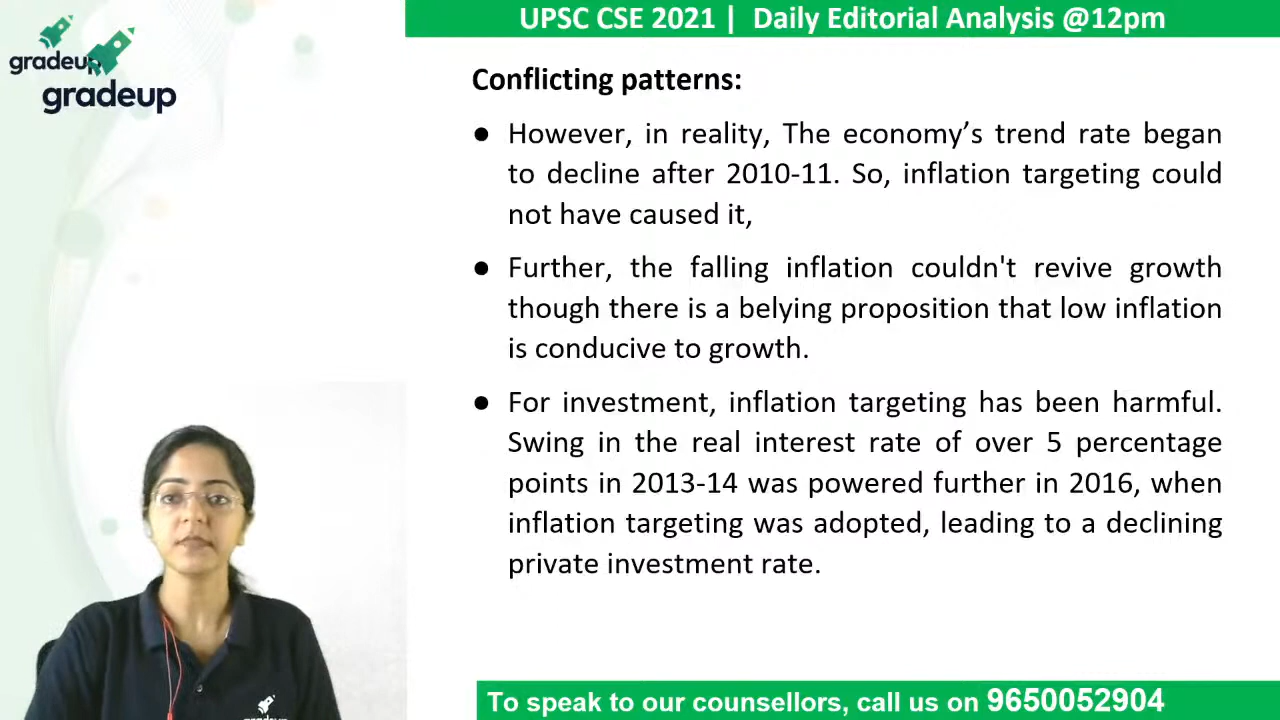 UPSC CSE 2021 | Daily Editorial Analysis @12pm
gradeup
gradeup
Conflicting patterns:
● However, in reality, The economy’s trend rate began
to decline after 2010-11. So, inflation targeting could
not have caused it,
● Further, the falling inflation couldn't revive growth
though there is a belying proposition that low inflation
is conducive to growth.
● For investment, inflation targeting has been harmful.
Swing in the real interest rate of over 5 percentage
points in 2013-14 was powered further in 2016, when
inflation targeting was adopted, leading to a declining
private investment rate.
gradeup
To speak to our counsellors, call us on 9650052904